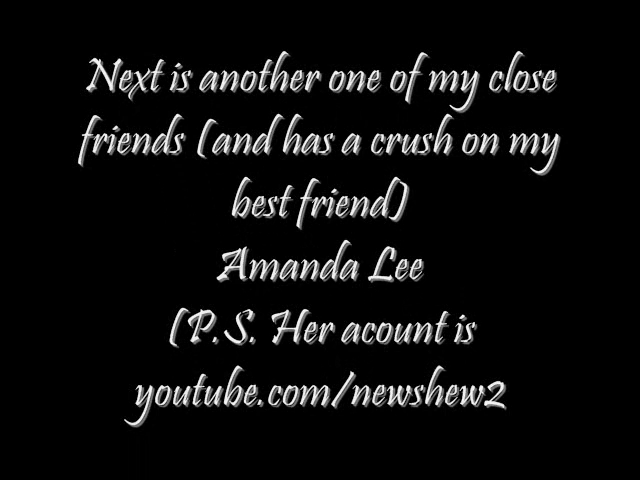 Next is another one of my close
friends (and has a crush on my
best friend)
Amanda Lee
(P.S. Her acount is
youtube.com/newshew2